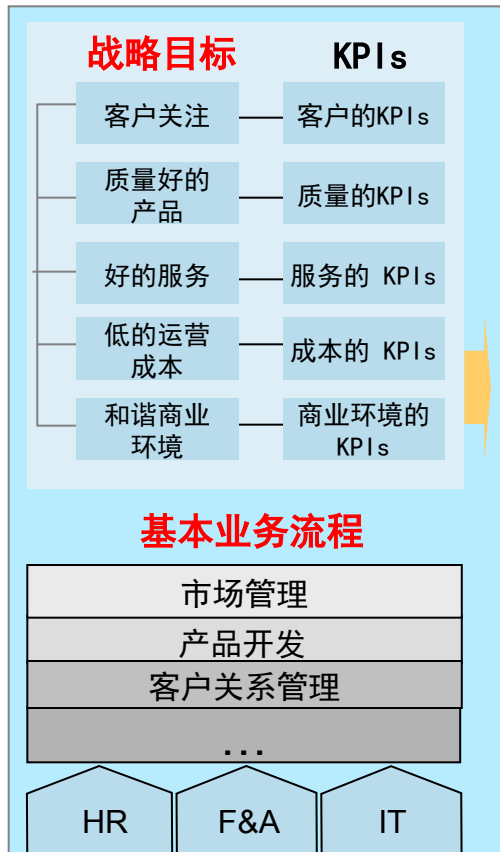 战略目标 KPIs
客户关注 客户的KPIs
质量好的
产品
质量的KPIs
好的服务 服务的 KPIs
低的运营
成本
成本的 KPIs
和谐商业
环境
商业环境的
KPIs
基本业务流程
市场管理
产品开发
客户关系管理
...
HR F&A IT